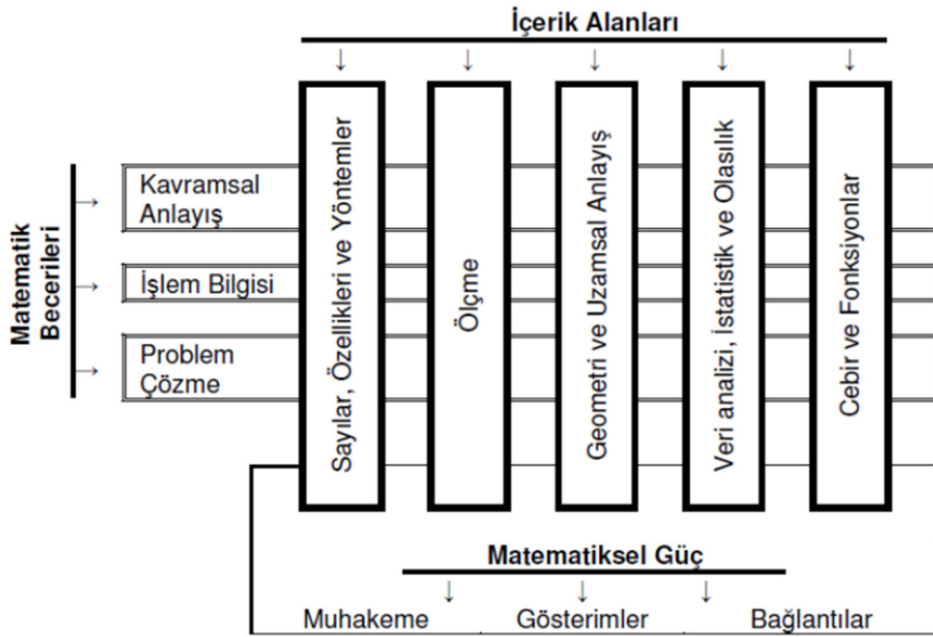 İçerik Alanları
Matematik
Becerileri
Kavramsal
Anlayış
İşlem Bilgisi
Problem
Çözme
Sayılar, Özellikleri ve Yöntemler
Ölçme
Geometri ve Uzamsal Anlayış
Veri analizi, İstatistik ve Olasılık
Cebir ve Fonksiyonlar
Matematiksel Güç
Muhakeme
Gösterimler
Bağlantılar